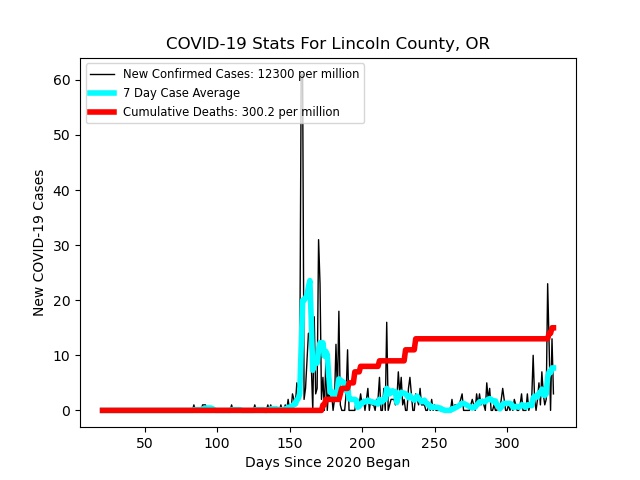 COVID-19 Stats For Lincoln County, OR
New Confirmed Cases: 12300 per million
7 Day Case Average
Cumulative Deaths: 300.2 per million
New COVID-19 Cases
60
50
40
30
20
10
0
50
100
150
200
250
300
Days Since 2020 Began